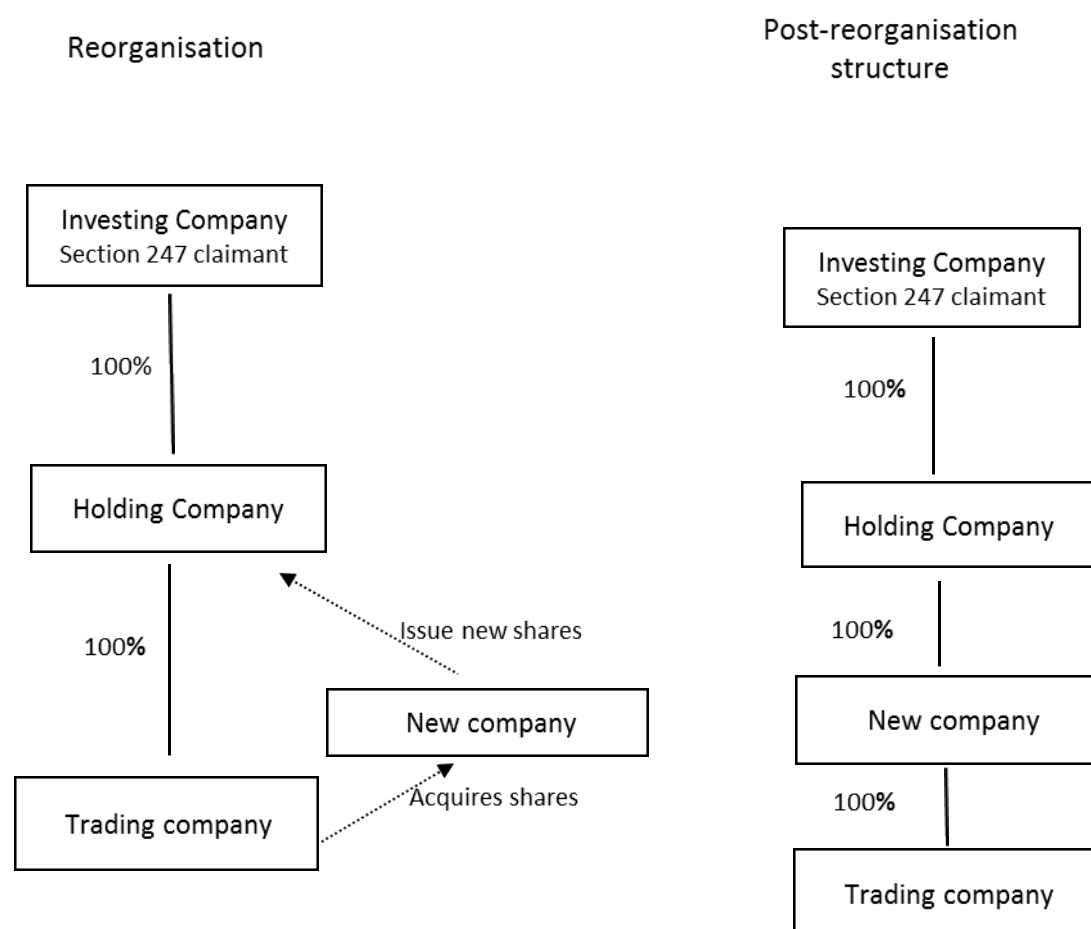 Reorganisation
Investing Company
Section 247 claimant
100%
Holding Company
100%
Issue new shares
New company
Acquires shares
Trading company
Post-reorganisation
structure
Investing Company
Section 247 claimant
100%
Holding Company
100%
New company
100%
Trading company